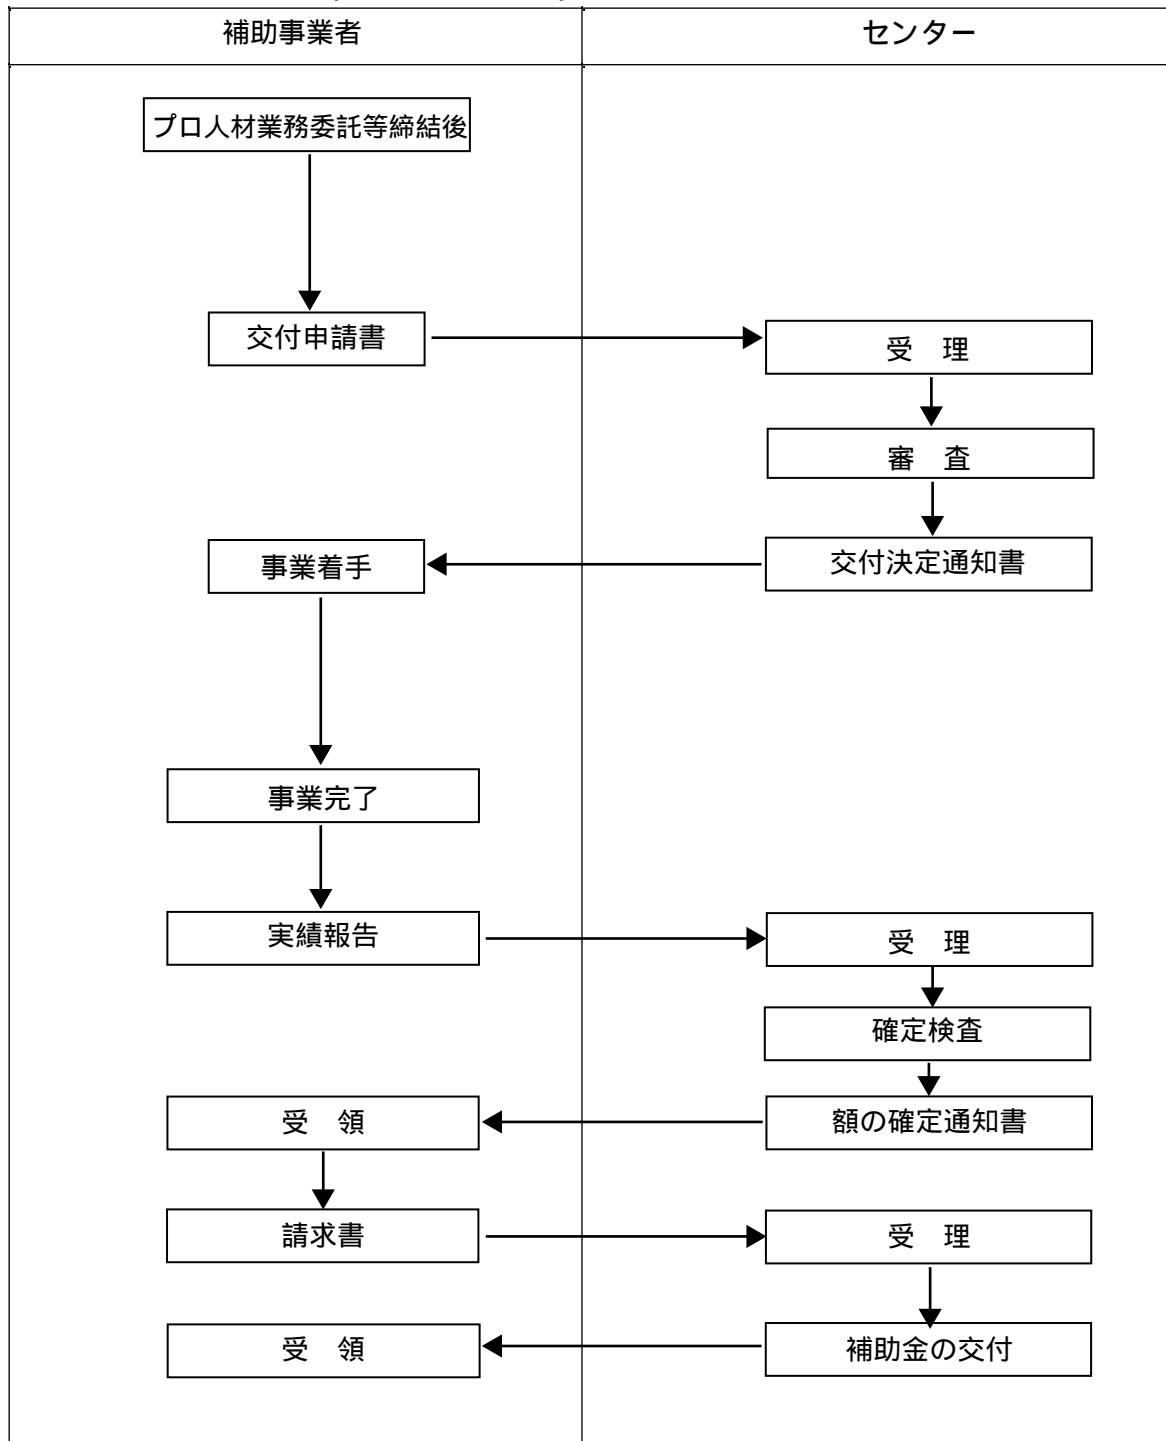 補助事業者
センター
プロ人材業務委託等締結後
交付申請書
受　理
審　査
交付決定通知書
事業着手
事業完了
実績報告
受　理
確定検査
額の確定通知書
受　領
請求書
受　理
補助金の交付
受　領